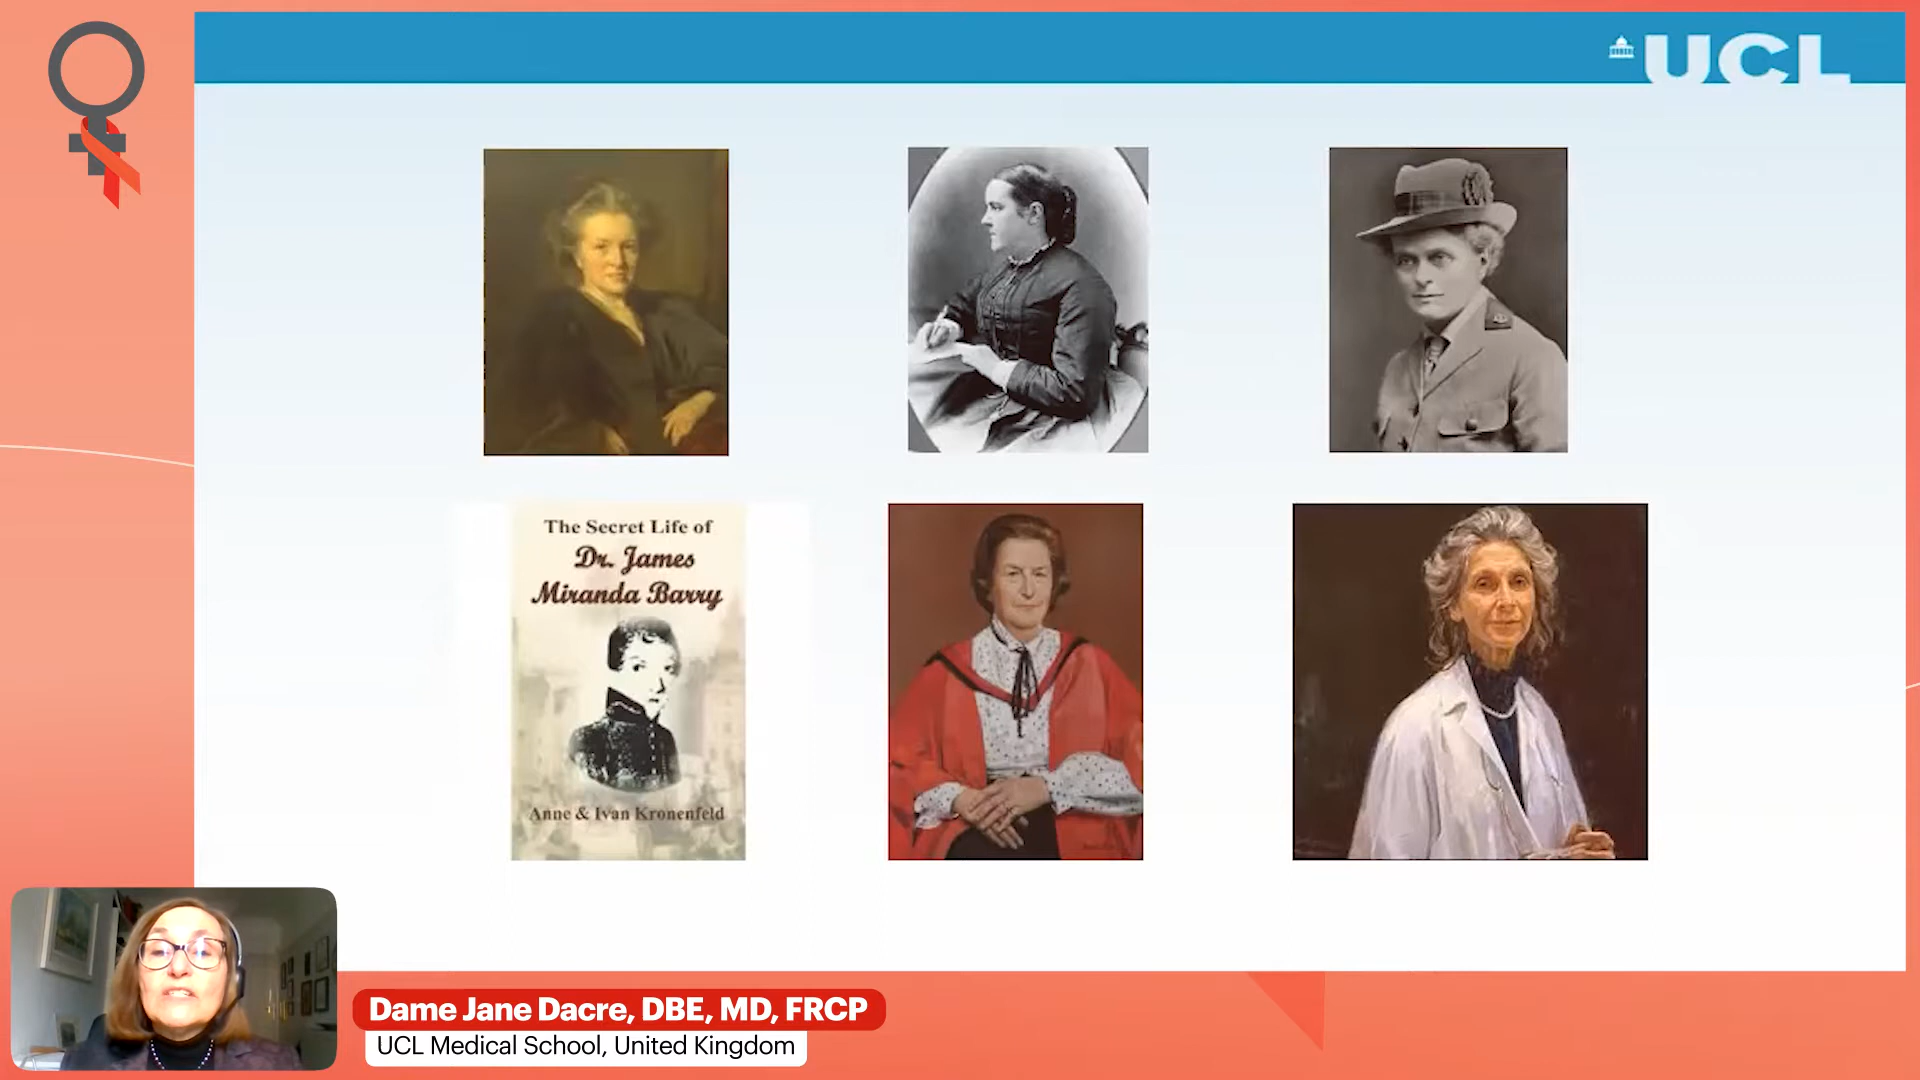 UCL
The Secret Life of
Dr. James
Miranda Barry
Anne & Ivan Kronenfeld
Dame Jane Dacre, DBE, MD, FRCP
UCL Medical School, United Kingdom